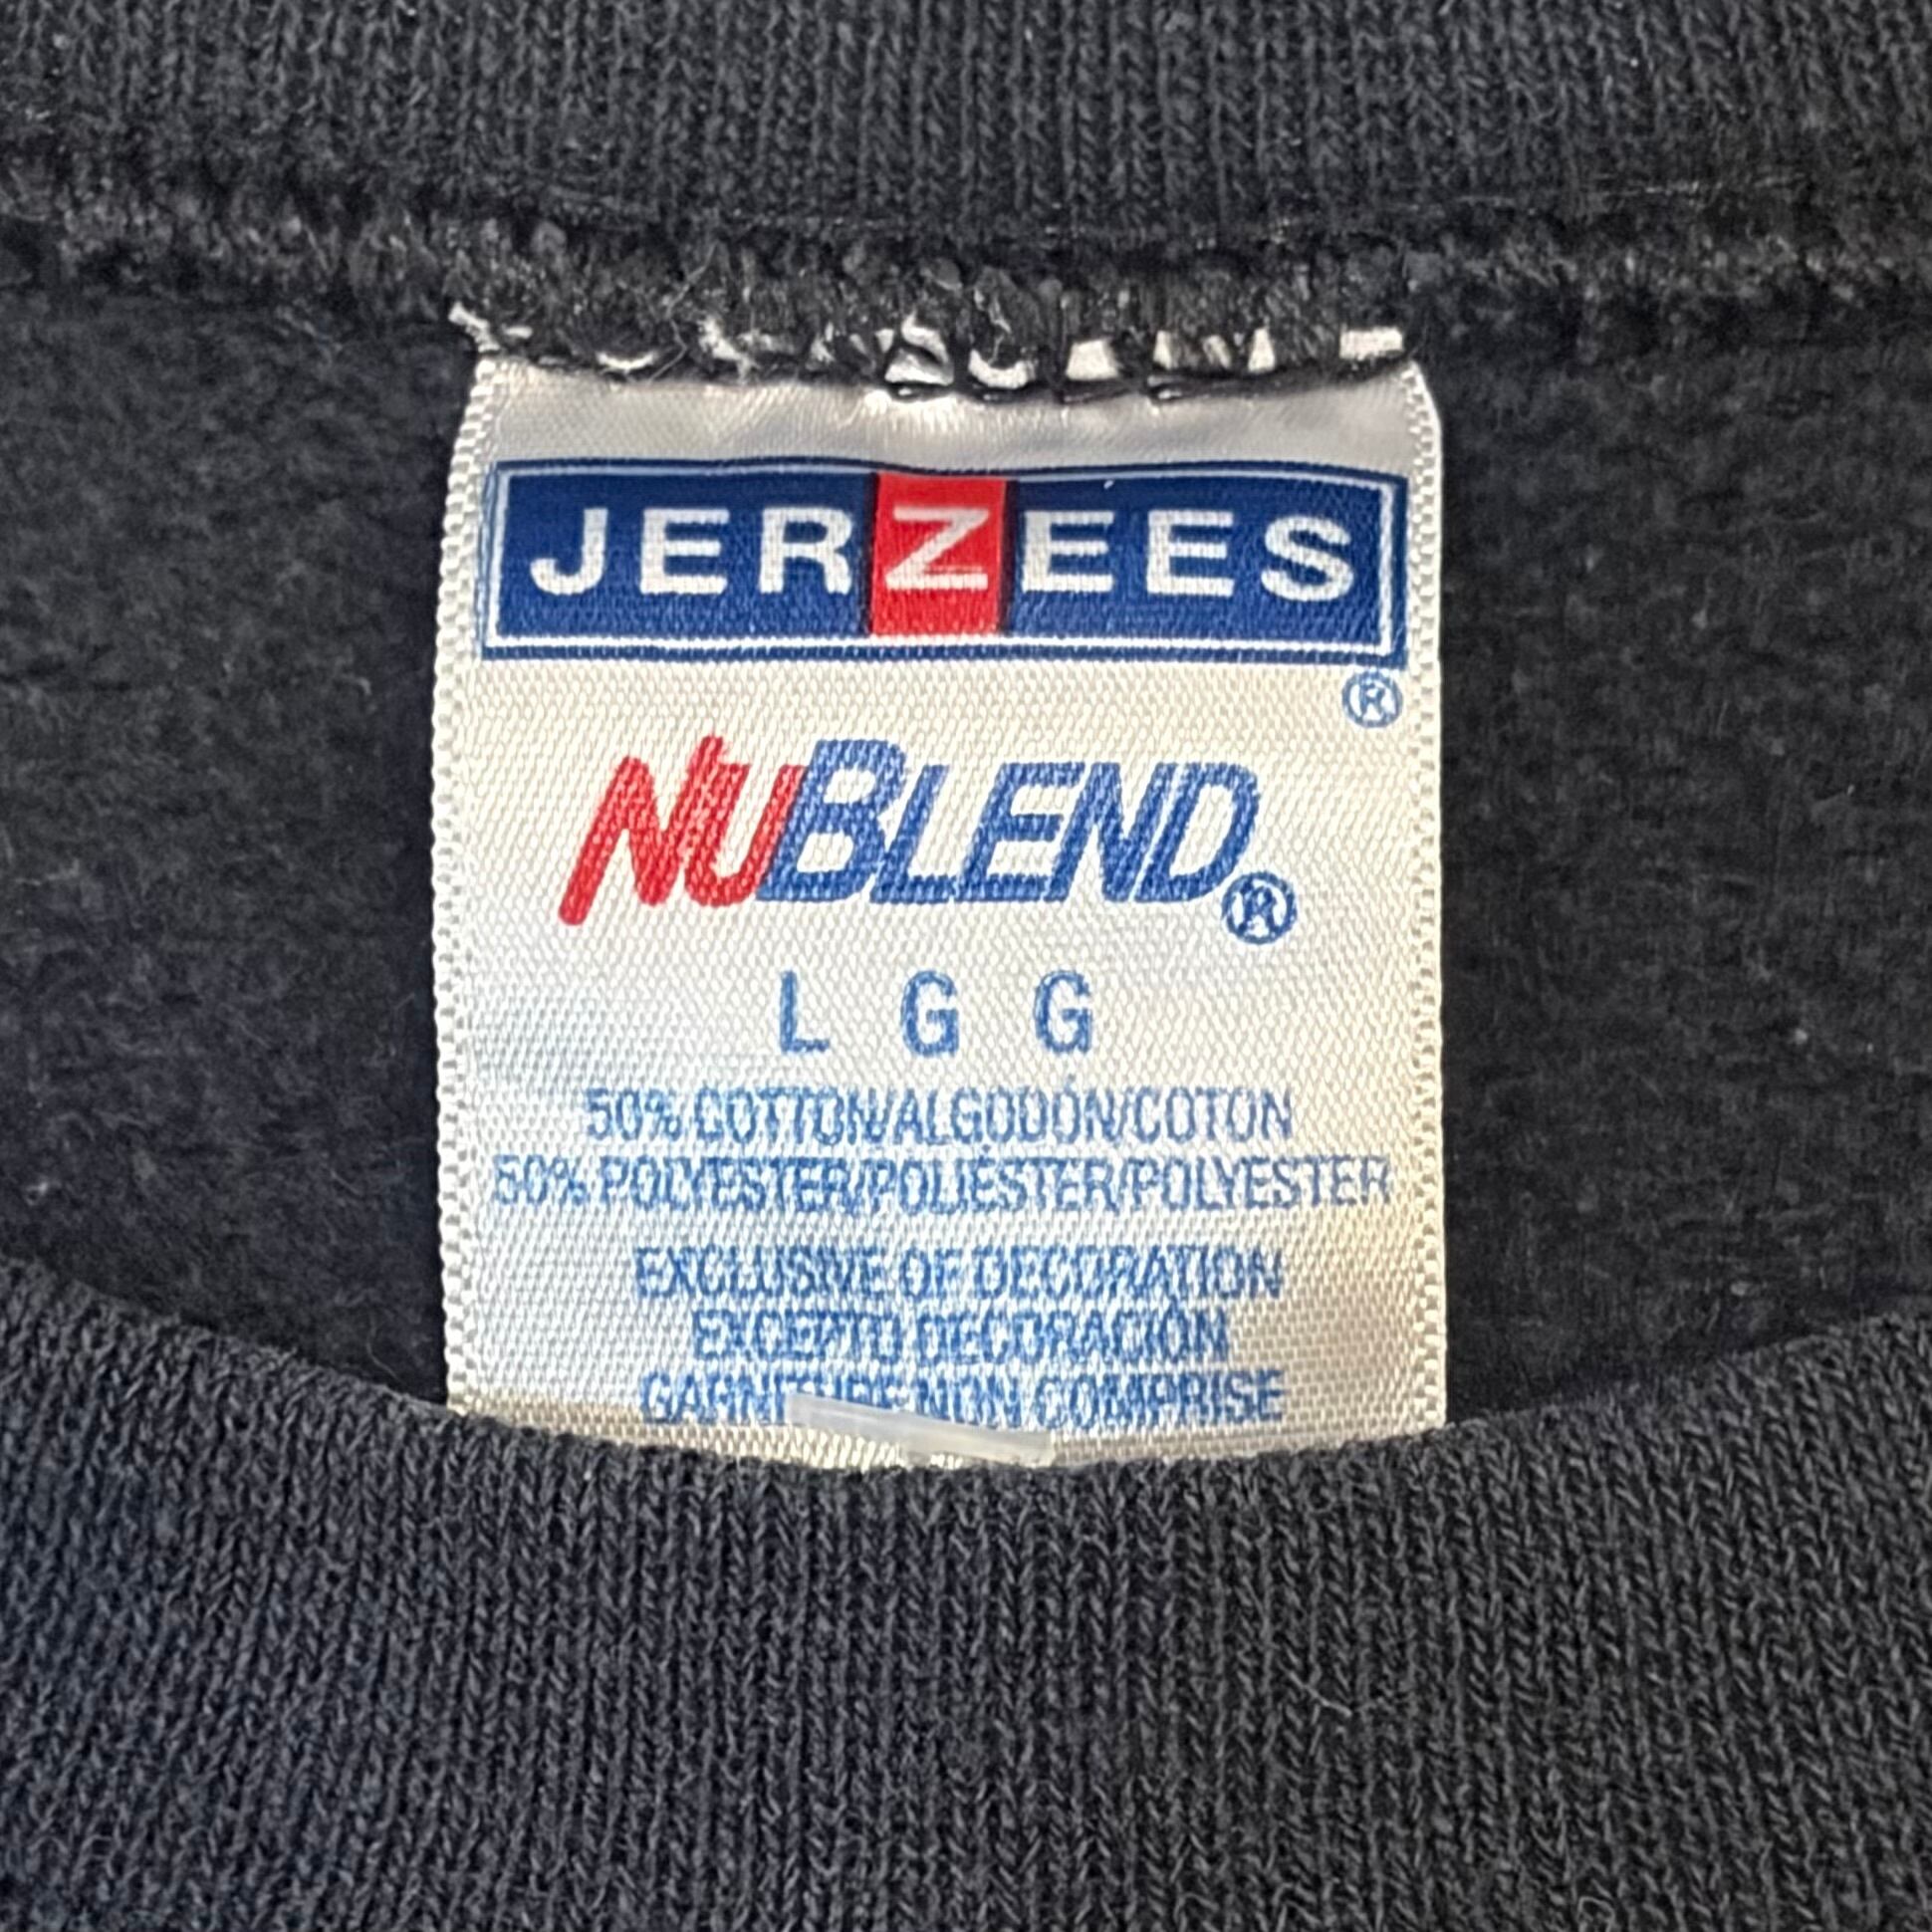 JERZEES
®
NUBLEND®
L G G
50% COTTON/ALGODÓN/COTON
50% POLYESTER/POLIÉSTER/POLYESTER
EXCLUSIVE OF DECORATION
EXCEPTO DECORACIÓN
GARNITURE NON COMPRISE